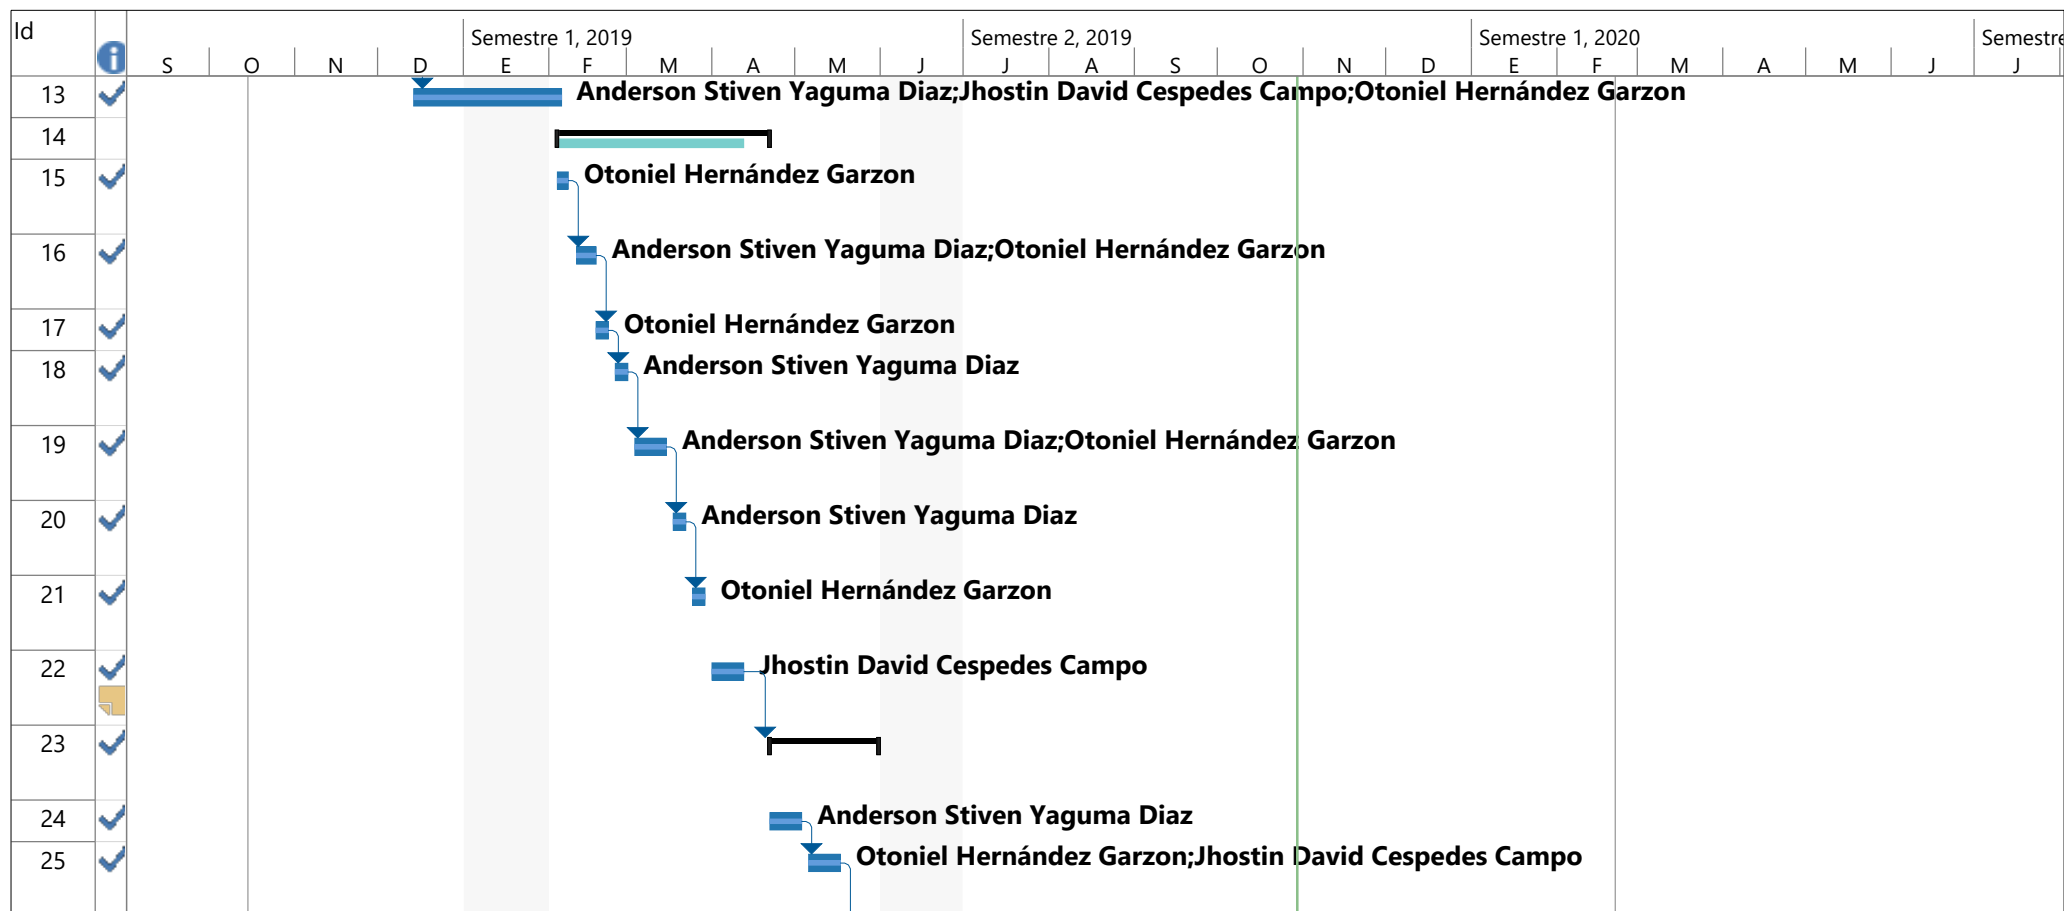 Id
Semestre 1, 2019 Semestre 2, 2019 Semestre 1, 2020 Semestre
S O N D E F M A M J J A S O N D E F M A M J J
13 Anderson Stiven Yaguma Diaz;Jhostin David Cespedes Campo;Otoniel Hernández Garzon
14
15 Otoniel Hernández Garzon
16 Anderson Stiven Yaguma Diaz;Otoniel Hernández Garzon
17 Otoniel Hernández Garzon
18 Anderson Stiven Yaguma Diaz
19 Anderson Stiven Yaguma Diaz;Otoniel Hernández Garzon
20 Anderson Stiven Yaguma Diaz
21 Otoniel Hernández Garzon
22 Jhostin David Cespedes Campo
23
24 Anderson Stiven Yaguma Diaz
25 Otoniel Hernández Garzon;Jhostin David Cespedes Campo